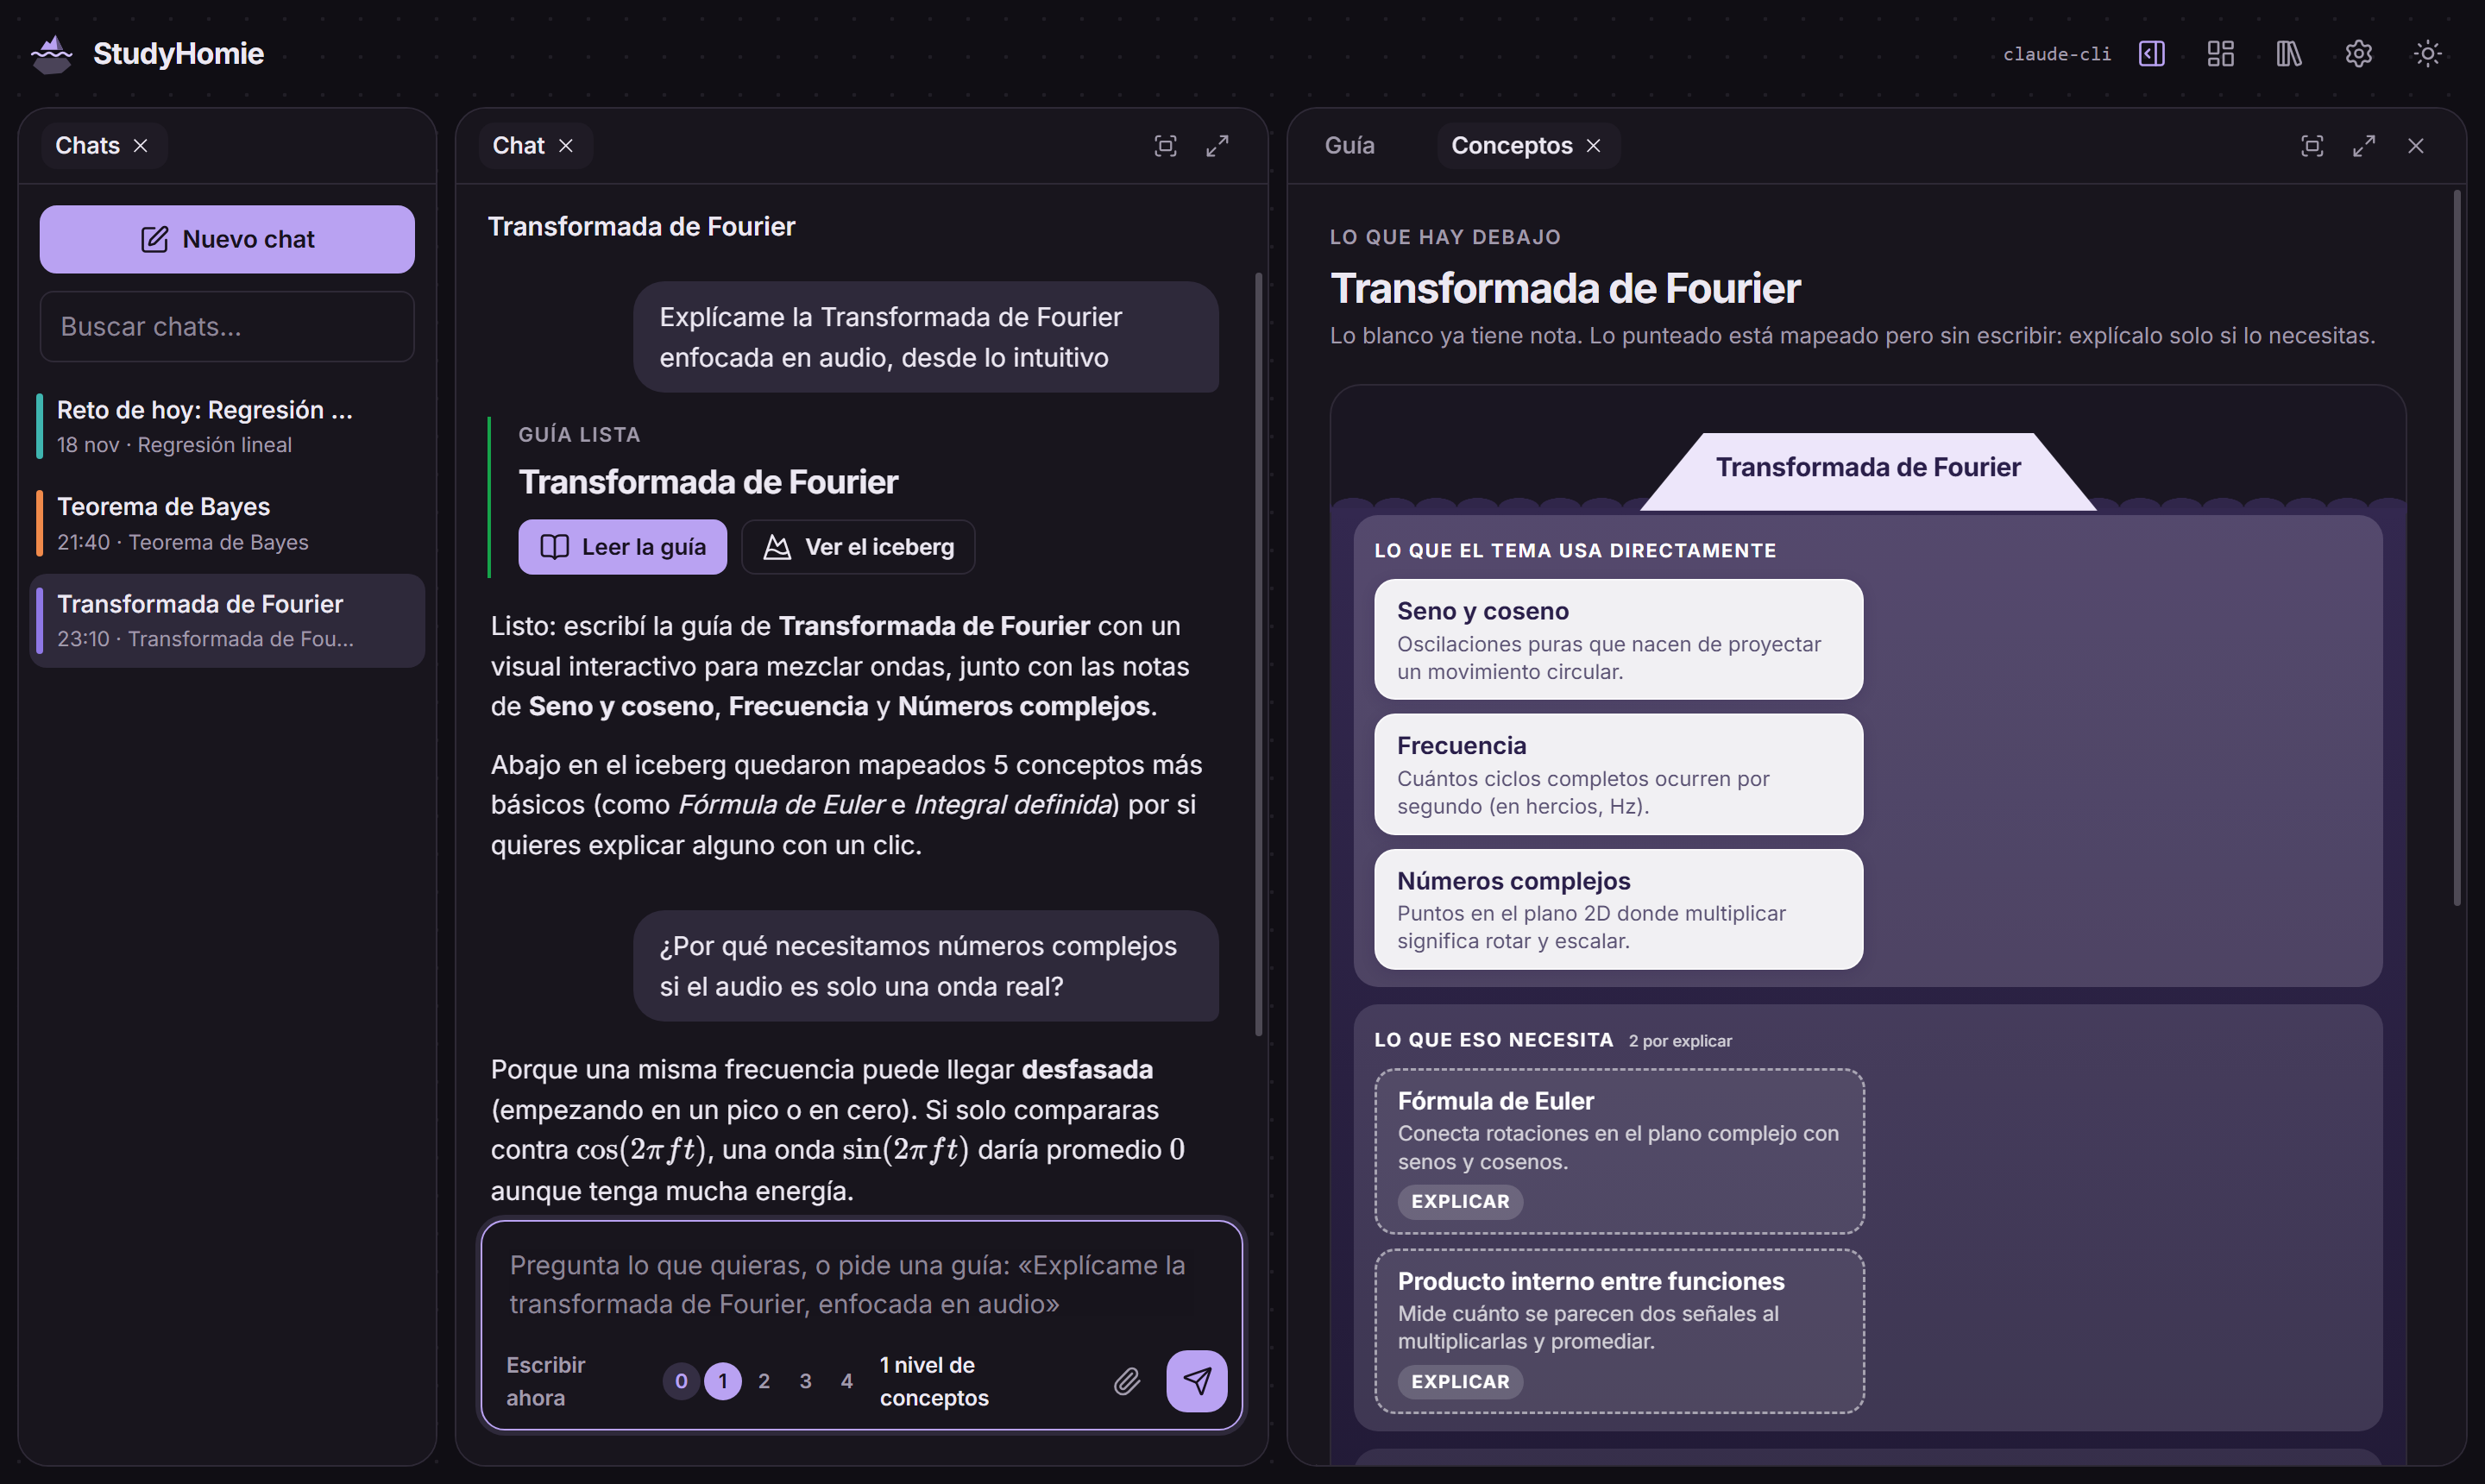 StudyHomie
claude-cli
Chats
Nuevo chat
Buscar chats...
Reto de hoy: Regresión ...
18 nov · Regresión lineal
Teorema de Bayes
21:40 · Teorema de Bayes
Transformada de Fourier
23:10 · Transformada de Fou...
Chat
Transformada de Fourier
Explícame la Transformada de Fourier
enfocada en audio, desde lo intuitivo
GUÍA LISTA
Transformada de Fourier
Leer la guía
Ver el iceberg
Listo: escribí la guía de Transformada de Fourier con un
visual interactivo para mezclar ondas, junto con las notas
de Seno y coseno, Frecuencia y Números complejos.
Abajo en el iceberg quedaron mapeados 5 conceptos más
básicos (como Fórmula de Euler e Integral definida) por si
quieres explicar alguno con un clic.
¿Por qué necesitamos números complejos
si el audio es solo una onda real?
Porque una misma frecuencia puede llegar desfasada
(empezando en un pico o en cero). Si solo compararas
contra cos(2πft), una onda sin(2πft) daría promedio 0
aunque tenga mucha energía.
Pregunta lo que quieras, o pide una guía: «Explícame la
transformada de Fourier, enfocada en audio»
Escribir
ahora
0 1 2 3 4
1 nivel de
conceptos
Guía
Conceptos
LO QUE HAY DEBAJO
Transformada de Fourier
Lo blanco ya tiene nota. Lo punteado está mapeado pero sin escribir: explícalo solo si lo necesitas.
Transformada de Fourier
LO QUE EL TEMA USA DIRECTAMENTE
Seno y coseno
Oscilaciones puras que nacen de proyectar
un movimiento circular.
Frecuencia
Cuántos ciclos completos ocurren por
segundo (en hercios, Hz).
Números complejos
Puntos en el plano 2D donde multiplicar
significa rotar y escalar.
LO QUE ESO NECESITA 2 por explicar
Fórmula de Euler
Conecta rotaciones en el plano complejo con
senos y cosenos.
EXPLICAR
Producto interno entre funciones
Mide cuánto se parecen dos señales al
multiplicarlas y promediar.
EXPLICAR